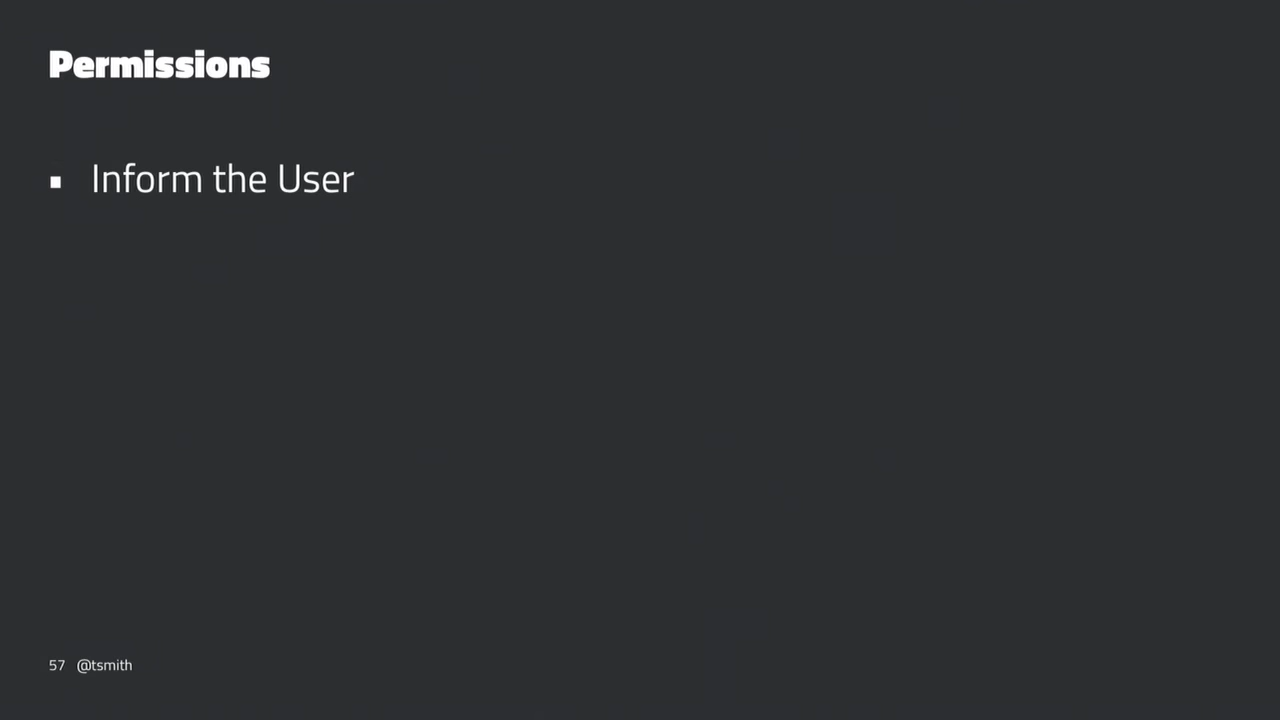 Permissions
▪ Inform the User
57 @tsmith